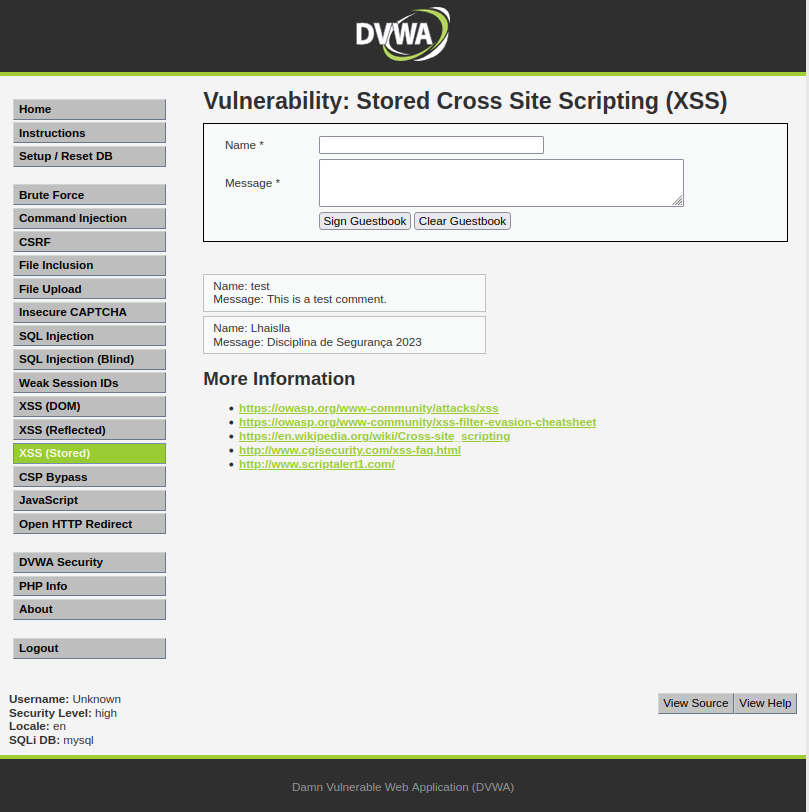 DVWA
Home
Instructions
Setup / Reset DB
Brute Force
Command Injection
CSRF
File Inclusion
File Upload
Insecure CAPTCHA
SQL Injection
SQL Injection (Blind)
Weak Session IDs
XSS (DOM)
XSS (Reflected)
XSS (Stored)
CSP Bypass
JavaScript
Open HTTP Redirect
DVWA Security
PHP Info
About
Logout
Vulnerability: Stored Cross Site Scripting (XSS)
Name *
Message *
Sign Guestbook Clear Guestbook
Name: test
Message: This is a test comment.
Name: Lhaislla
Message: Disciplina de Segurança 2023
More Information
• https://owasp.org/www-community/attacks/xss
• https://owasp.org/www-community/xss-filter-evasion-cheatsheet
• https://en.wikipedia.org/wiki/Cross-site_scripting
• http://www.cgisecurity.com/xss-faq.html
• http://www.scriptalert1.com/
Username: Unknown
Security Level: high
Locale: en
SQLi DB: mysql
View Source View Help
Damn Vulnerable Web Application (DVWA)